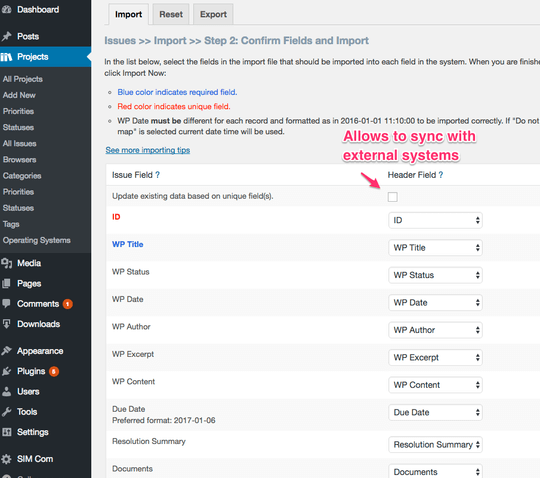 Dashboard
Posts
Projects
All Projects
Add New
Priorities
Statuses
All Issues
Browsers
Categories
Priorities
Statuses
Tags
Operating Systems
Media
Pages
Comments 1
Downloads
Appearance
Plugins 8
Users
Tools
Settings
SIM Com
Import Reset Export
Issues >> Import >> Step 2: Confirm Fields and Import
In the list below, select the fields in the import file that should be imported into each field in the system. When you are finishe
click Import Now:
Blue color indicates required field.
Red color indicates unique field.
WP Date must be different for each record and formatted as in 2016-01-01 11:10:00 to be imported correctly. If "Do not
map" is selected current date time will be used.
Allows to sync with
external systems
See more importing tips
Issue Field ? Header Field ?
Update existing data based on unique field(s).
ID ID
WP Title WP Title
WP Status WP Status
WP Date WP Date
WP Author WP Author
WP Excerpt WP Excerpt
WP Content WP Content
Due Date Due Date
Preferred format: 2017-01-06
Resolution Summary Resolution Summary
Documents Documents